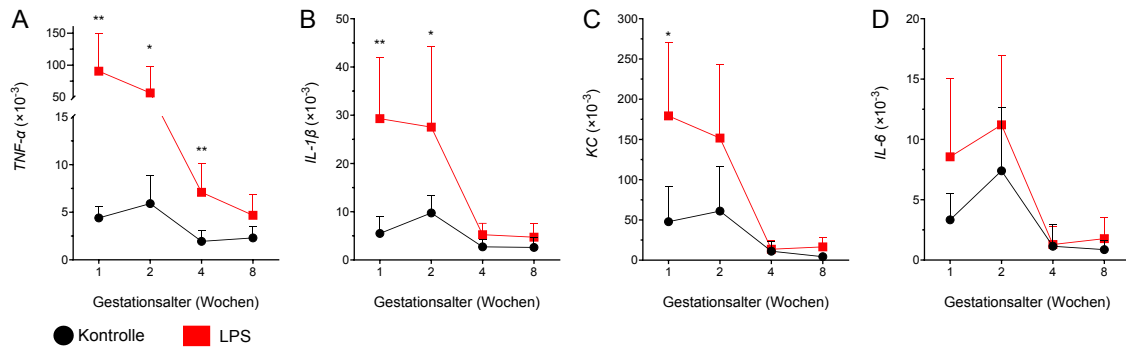 A
B
C
D
**
*
**
**
*
*
TNF-α (×10⁻³)
150
100
50
15
10
5
0
IL-1β (×10⁻³)
50
40
30
20
10
0
KC (×10⁻³)
300
250
200
150
100
50
0
IL-6 (×10⁻³)
20
15
10
5
0
1 2 4 8
1 2 4 8
1 2 4 8
1 2 4 8
Gestationsalter (Wochen)
Gestationsalter (Wochen)
Gestationsalter (Wochen)
Gestationsalter (Wochen)
Kontrolle
LPS